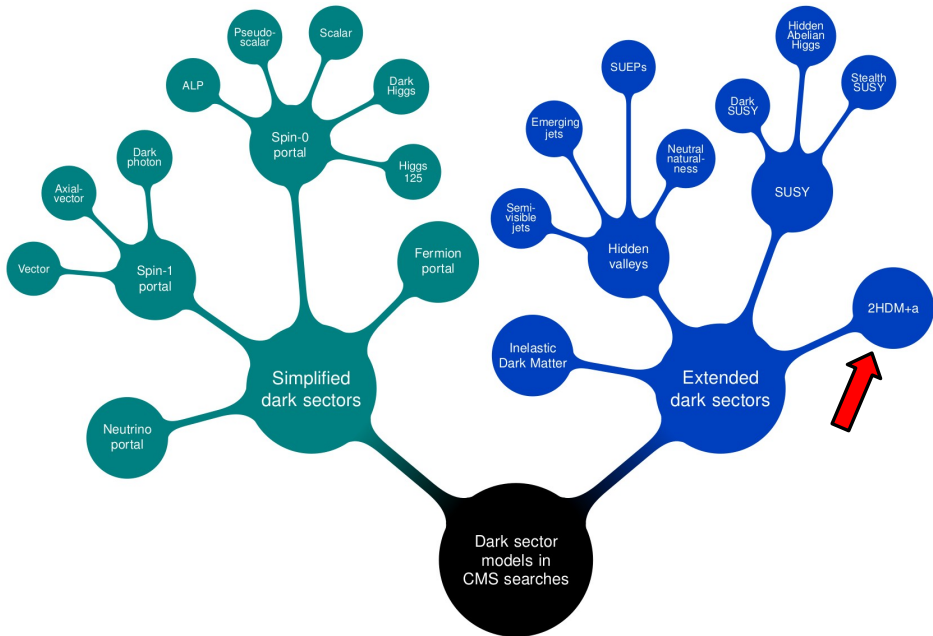 Pseudo-
scalar
Scalar
ALP
Dark
Higgs
Spin-0
portal
Higgs
125
Dark
photon
Axial-
vector
Vector
Spin-1
portal
Fermion
portal
Simplified
dark sectors
Neutrino
portal
Hidden
Abelian
Higgs
SUEPs
Stealth
SUSY
Dark
SUSY
Emerging
jets
Neutral
natural-
ness
SUSY
Semi-
visible
jets
Hidden
valleys
2HDM+a
Inelastic
Dark Matter
Extended
dark sectors
Dark sector
models in
CMS searches